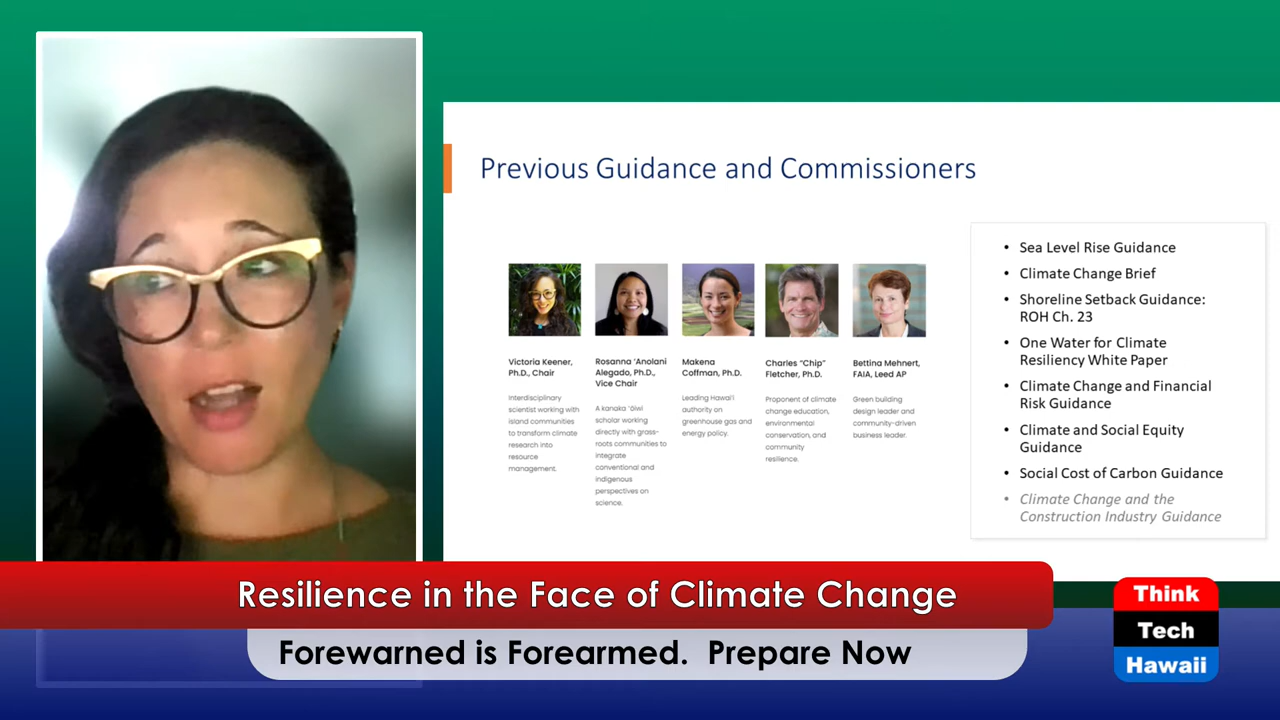 Previous Guidance and Commissioners
Victoria Keener,
Ph.D., Chair
Interdisciplinary
scientist working with
island communities
to transform climate
research into
resource
management.
Rosanna ʻAnolani
Alegado, Ph.D.,
Vice Chair
A kanaka ʻōiwi
scholar working
directly with grass-
roots communities to
integrate
conventional and
indigenous
perspectives on
science.
Makena
Coffman, Ph.D.
Leading Hawaiʻi
authority on
greenhouse gas and
energy policy.
Charles “Chip”
Fletcher, Ph.D.
Proponent of climate
change education,
environmental
conservation, and
community
resilience.
Bettina Mehnert,
FAIA, Leed AP
Green building
design leader and
community-driven
business leader.
• Sea Level Rise Guidance
• Climate Change Brief
• Shoreline Setback Guidance:
ROH Ch. 23
• One Water for Climate
Resiliency White Paper
• Climate Change and Financial
Risk Guidance
• Climate and Social Equity
Guidance
• Social Cost of Carbon Guidance
• Climate Change and the
Construction Industry Guidance
Resilience in the Face of Climate Change
Forewarned is Forearmed. Prepare Now
Think
Tech
Hawaii